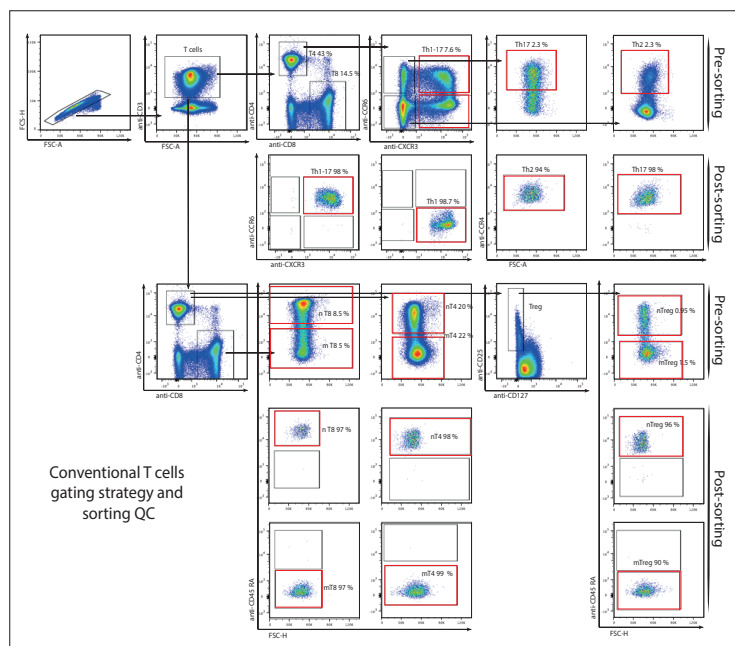 T cells
T4 43 %
T8 14.5 %
Th1-17 7.6 %
Th17 2.3 %
Th2 2.3 %
Pre-sorting
FCS-H
FSC-A
anti-CD3
FSC-A
anti-CD4
anti-CD8
anti-CCR6
anti-CXCR3
Th1-17 98 %
Th1 98.7 %
Th2 94 %
Th17 98 %
Post-sorting
anti-CCR6
anti-CXCR3
anti-CCR4
FSC-A
n T8 8.5 %
m T8 5 %
nT4 20 %
mT4 22 %
Treg
nTreg 0.95 %
mTreg 1.5 %
Pre-sorting
anti-CD4
anti-CD8
anti-CD25
anti-CD127
n T8 97 %
nT4 98 %
nTreg 96 %
Post-sorting
Conventional T cells
gating strategy and
sorting QC
mT8 97 %
mT4 99 %
mTreg 90 %
anti-CD45 RA
FSC-H
anti-CD45 RA
FSC-H